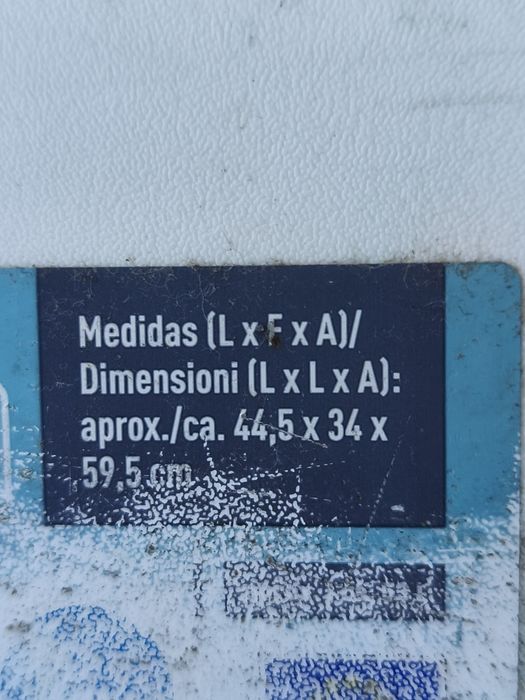 Medidas (L x F x A)/
Dimensioni (L x L x A):
aprox./ca. 44,5 x 34 x
59,5 cm